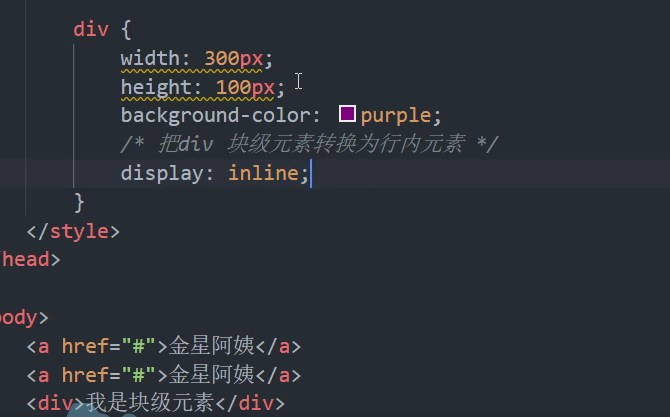 div {
width: 300px;
height: 100px;
background-color: purple;
/* 把div 块级元素转换为行内元素 */
display: inline;
}
</style>
/head>
ody>
<a href="#">金星阿姨</a>
<a href="#">金星阿姨</a>
<div>我是块级元素</div>